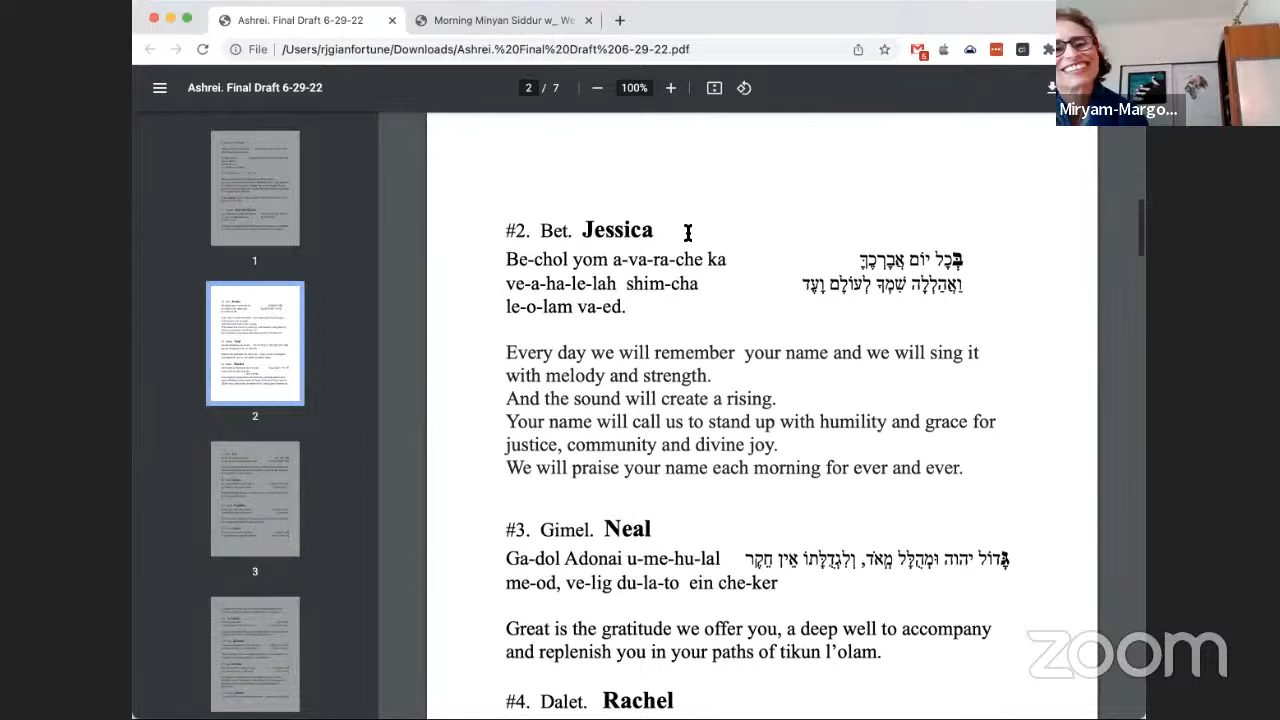 Ashrei. Final Draft 6-29-22
Morning Minyan Siddur w_ We
File /Users/rjgianfortune/Downloads/Ashrei.%20Final%20Draft%206-29-22.pdf
5
Ashrei. Final Draft 6-29-22
2 / 7
100%
Miryam-Margo...
1
2
3
#2. Bet. Jessica
Be-chol yom a-va-ra-che ka
בְּכׇל יוֹם אֲבָרְכֶךָּ
ve-a-ha-le-lah shim-cha
וַאֲהַלְלָה שִׁמְךָ לְעוֹלָם וָעֶד
le-o-lam va-ed.
Every day we will remember your name and we will sing it
with melody and strength.
And the sound will create a rising.
Your name will call us to stand up with humility and grace for
justice, community and divine joy.
We will praise your name each morning for ever and ever.
#3. Gimel. Neal
Ga-dol Adonai u-me-hu-lal
גָּדוֹל יהוה וּמְהֻלָּל מְאֹד, וְלִגְדֻלָּתוֹ אֵין חֵקֶר
me-od, ve-lig du-la-to ein che-ker
Great is the gratitude we offer you, a deep well to accompany
and replenish you in your paths of tikun l’olam.
#4. Dalet. Rachel
zoom